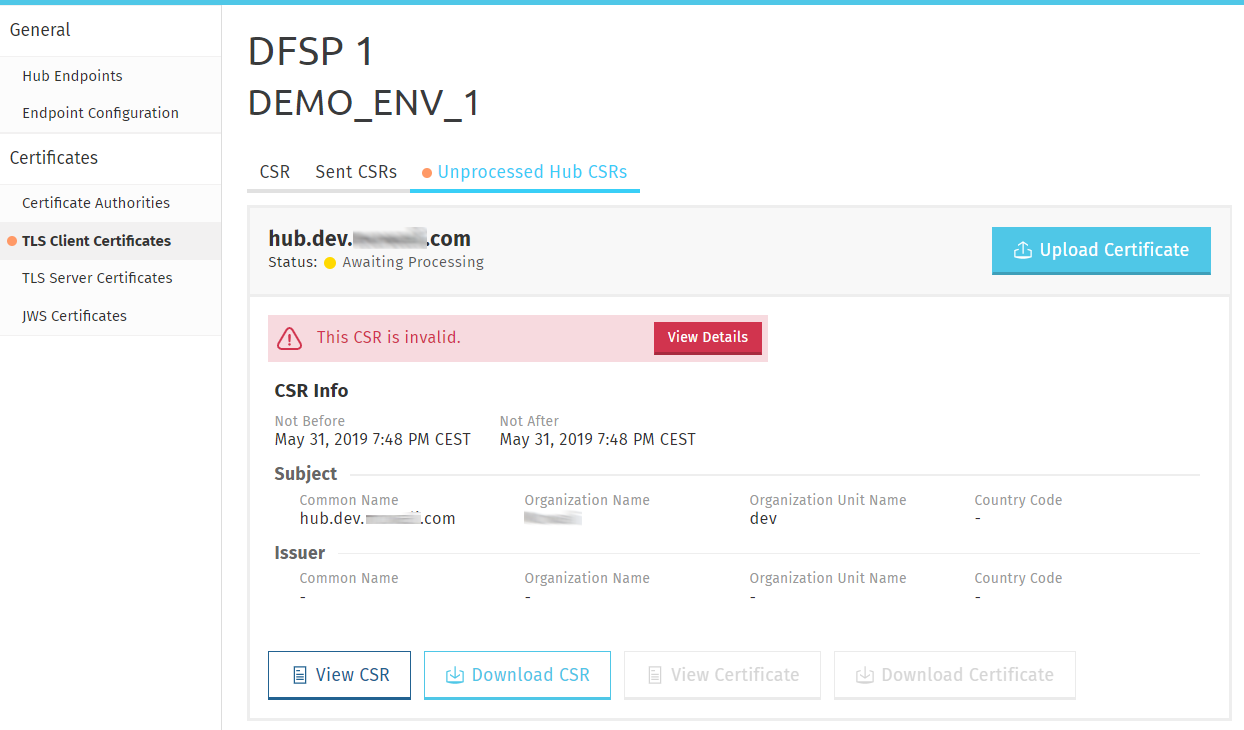 General
Hub Endpoints
Endpoint Configuration
Certificates
Certificate Authorities
TLS Client Certificates
TLS Server Certificates
JWS Certificates
DFSP 1
DEMO_ENV_1
CSR Sent CSRs Unprocessed Hub CSRs
hub.dev. .com
Status: Awaiting Processing
Upload Certificate
This CSR is invalid. View Details
CSR Info
Not Before Not After
May 31, 2019 7:48 PM CEST May 31, 2019 7:48 PM CEST
Subject
Common Name Organization Name Organization Unit Name Country Code
hub.dev. .com dev -
Issuer
Common Name Organization Name Organization Unit Name Country Code
- - - -
View CSR Download CSR View Certificate Download Certificate